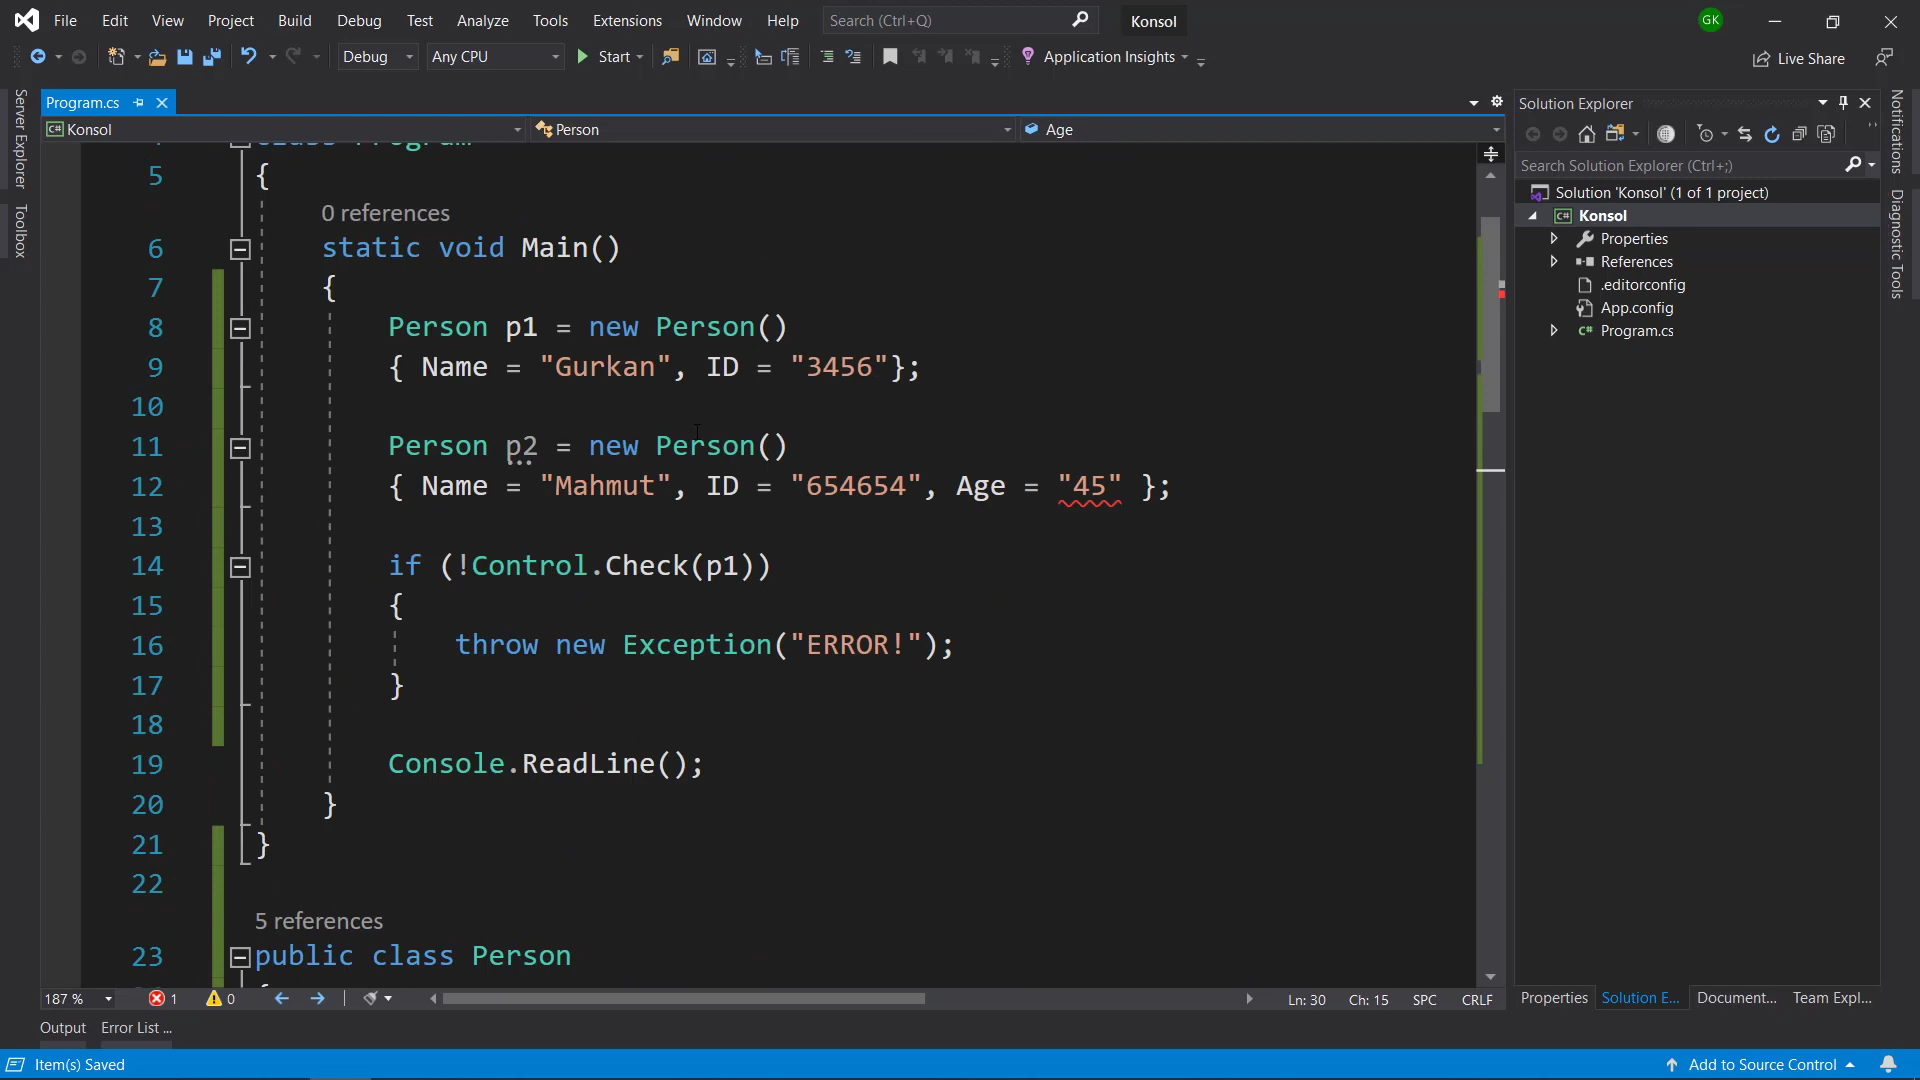 File Edit View Project Build Debug Test Analyze Tools Extensions Window Help Search (Ctrl+Q) Konsol GK
Debug Any CPU Start Application Insights Live Share
Server Explorer
Toolbox
Program.cs
Konsol Person Age
5 {
0 references
6 static void Main()
7 {
8 Person p1 = new Person()
9 { Name = "Gurkan", ID = "3456"};
10
11 Person p2 = new Person()
12 { Name = "Mahmut", ID = "654654", Age = "45" };
13
14 if (!Control.Check(p1))
15 {
16 throw new Exception("ERROR!");
17 }
18
19 Console.ReadLine();
20 }
21 }
22
5 references
23 public class Person
187 % 1 0 Ln: 30 Ch: 15 SPC CRLF
Output Error List ...
Item(s) Saved Add to Source Control
Solution Explorer
Search Solution Explorer (Ctrl+;)
Solution 'Konsol' (1 of 1 project)
C# Konsol
Properties
References
.editorconfig
App.config
C# Program.cs
Properties Solution E... Document... Team Expl...
Notifications
Diagnostic Tools